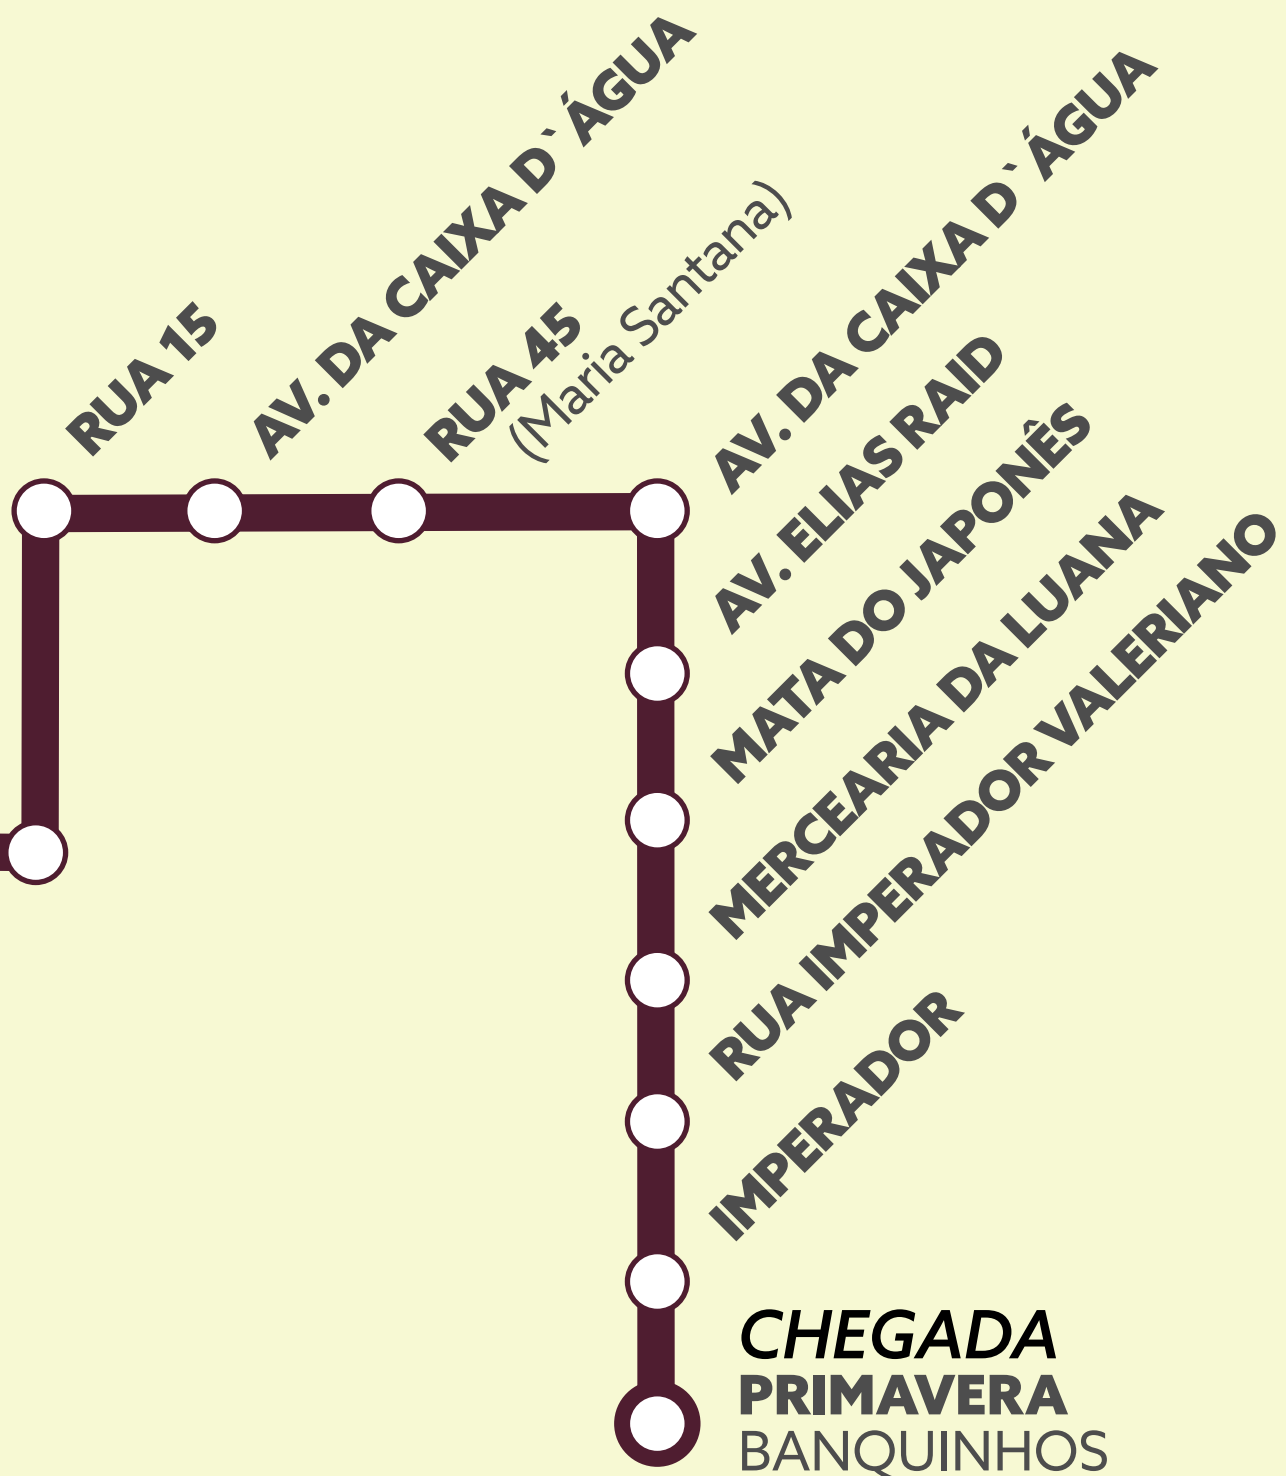 RUA 15
AV. DA CAIXA D`ÁGUA
RUA 45
(Maria Santana)
AV. DA CAIXA D`ÁGUA
AV. ELIAS RAID
MATA DO JAPONÊS
MERCEARIA DA LUANA
RUA IMPERADOR VALERIANO
IMPERADOR
CHEGADA
PRIMAVERA
BANQUINHOS